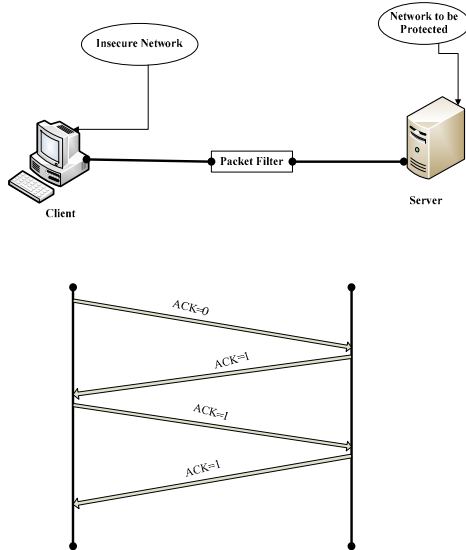 Insecure Network
Network to be
Protected
Packet Filter
Client
Server
ACK=0
ACK=1
ACK=1
ACK=1